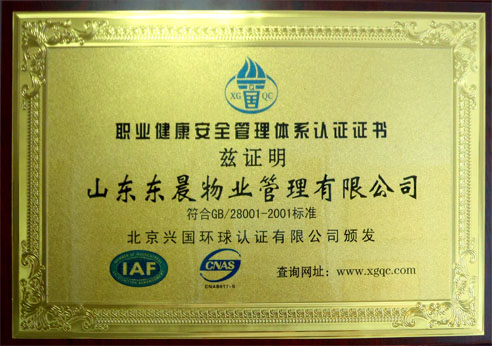 XG QC
职业健康安全管理体系认证证书
兹证明
山东东晨物业管理有限公司
符合GB/28001-2001标准
北京兴国环球认证有限公司颁发
IAF
CNAS
查询网址：www.xgqc.com